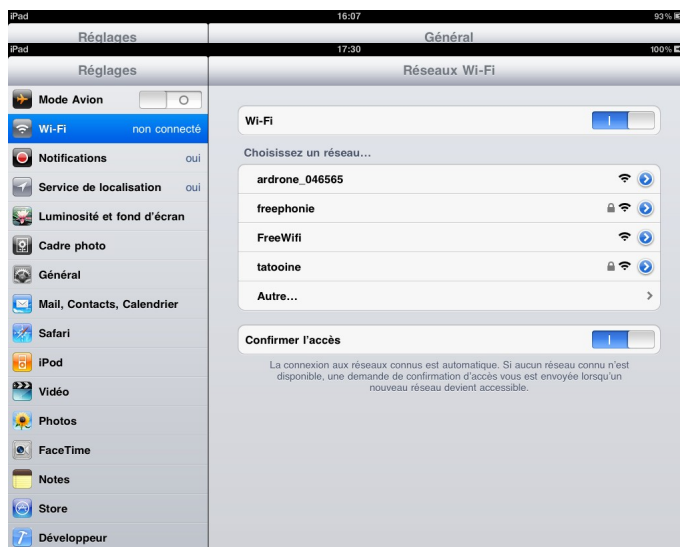 iPad 16:07 93%
Réglages Général
iPad 17:30 100%
Réglages Réseaux Wi-Fi
Mode Avion
Wi-Fi non connecté
Notifications oui
Service de localisation oui
Luminosité et fond d'écran
Cadre photo
Général
Mail, Contacts, Calendrier
Safari
iPod
Vidéo
Photos
FaceTime
Notes
Store
Développeur
Wi-Fi
Choisissez un réseau...
ardrone_046565
freephonie
FreeWifi
tatooine
Autre...
Confirmer l'accès
La connexion aux réseaux connus est automatique. Si aucun réseau connu n'est
disponible, une demande de confirmation d'accès vous est envoyée lorsqu'un
nouveau réseau devient accessible.